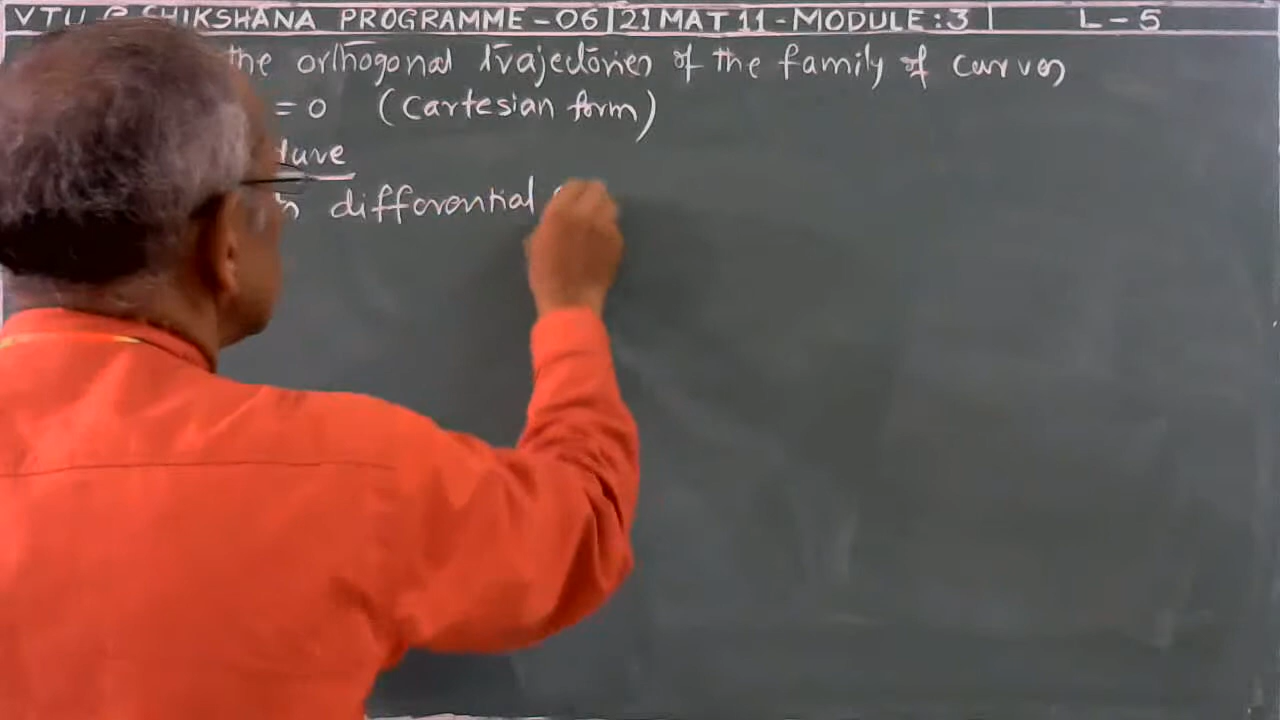 VTU e SHIKSHANA PROGRAMME - 06 | 21 MAT 11 - MODULE : 3 | L - 5
the orthogonal trajectories of the family of curves
= 0 (Cartesian form)
differential